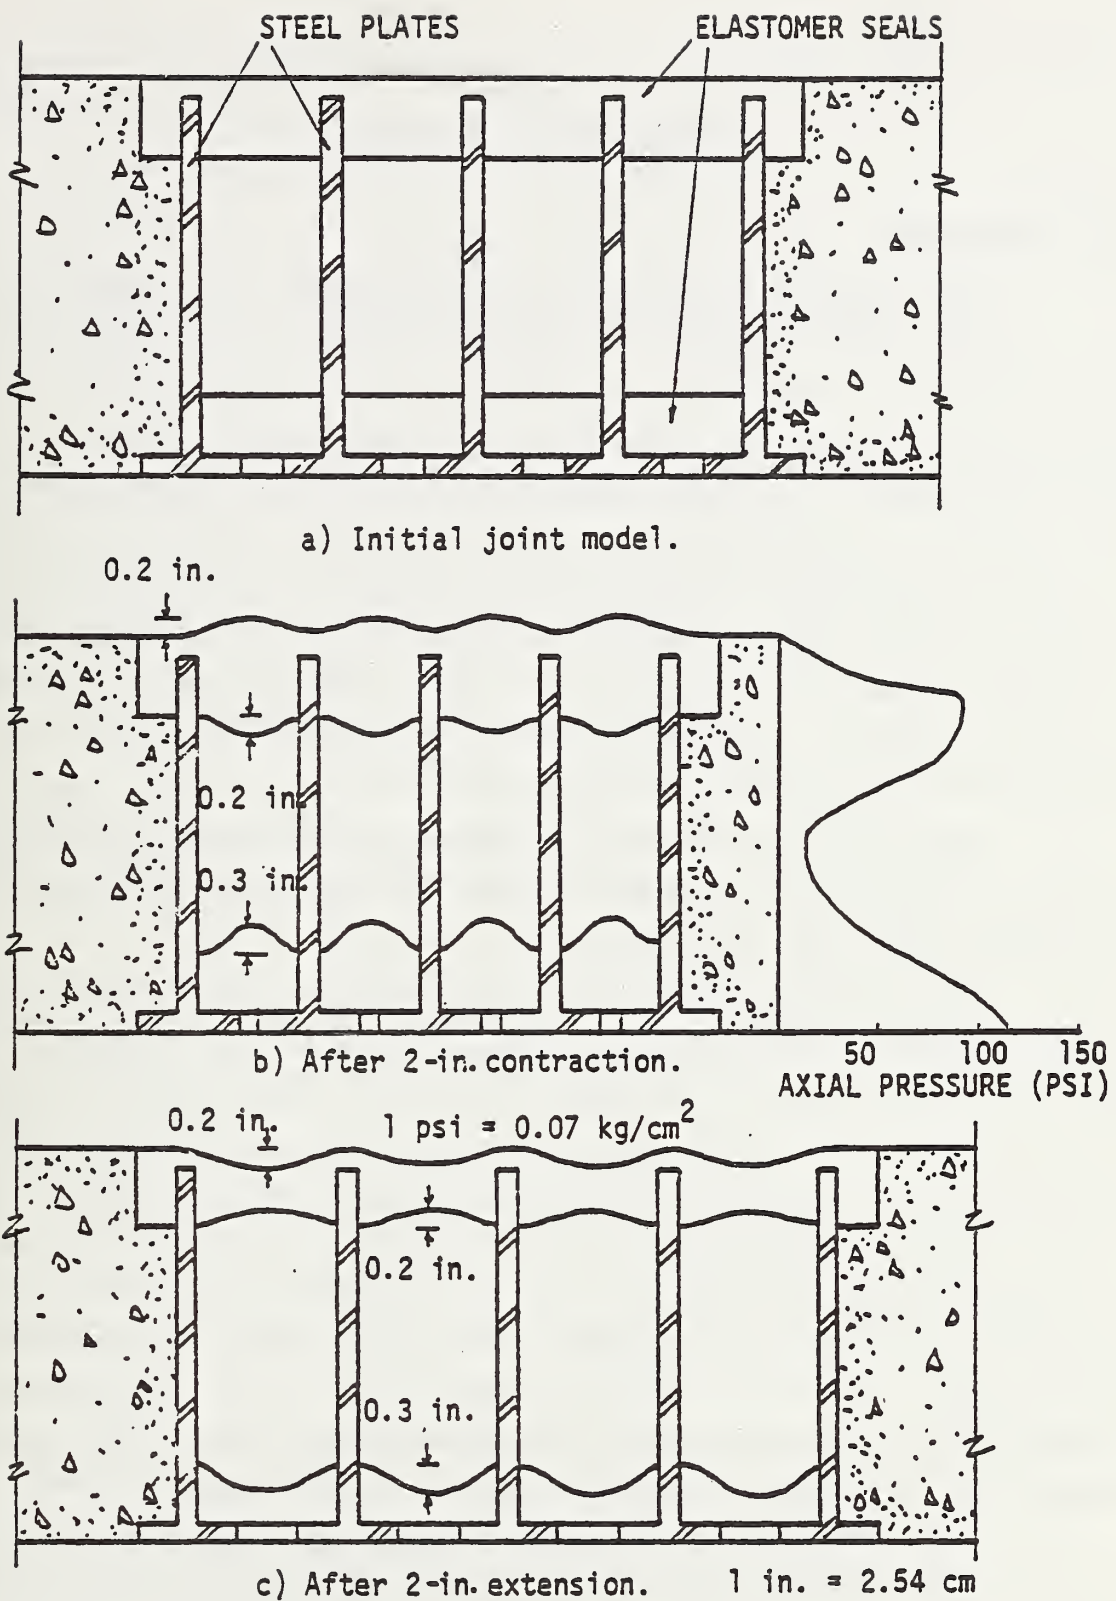 STEEL PLATES
ELASTOMER SEALS
a) Initial joint model.
0.2 in.
0.2 in.
0.3 in.
b) After 2-in. contraction.
50 100 150
AXIAL PRESSURE (PSI)
0.2 in.
1 psi = 0.07 kg/cm²
0.2 in.
0.3 in.
c) After 2-in. extension.
1 in. = 2.54 cm